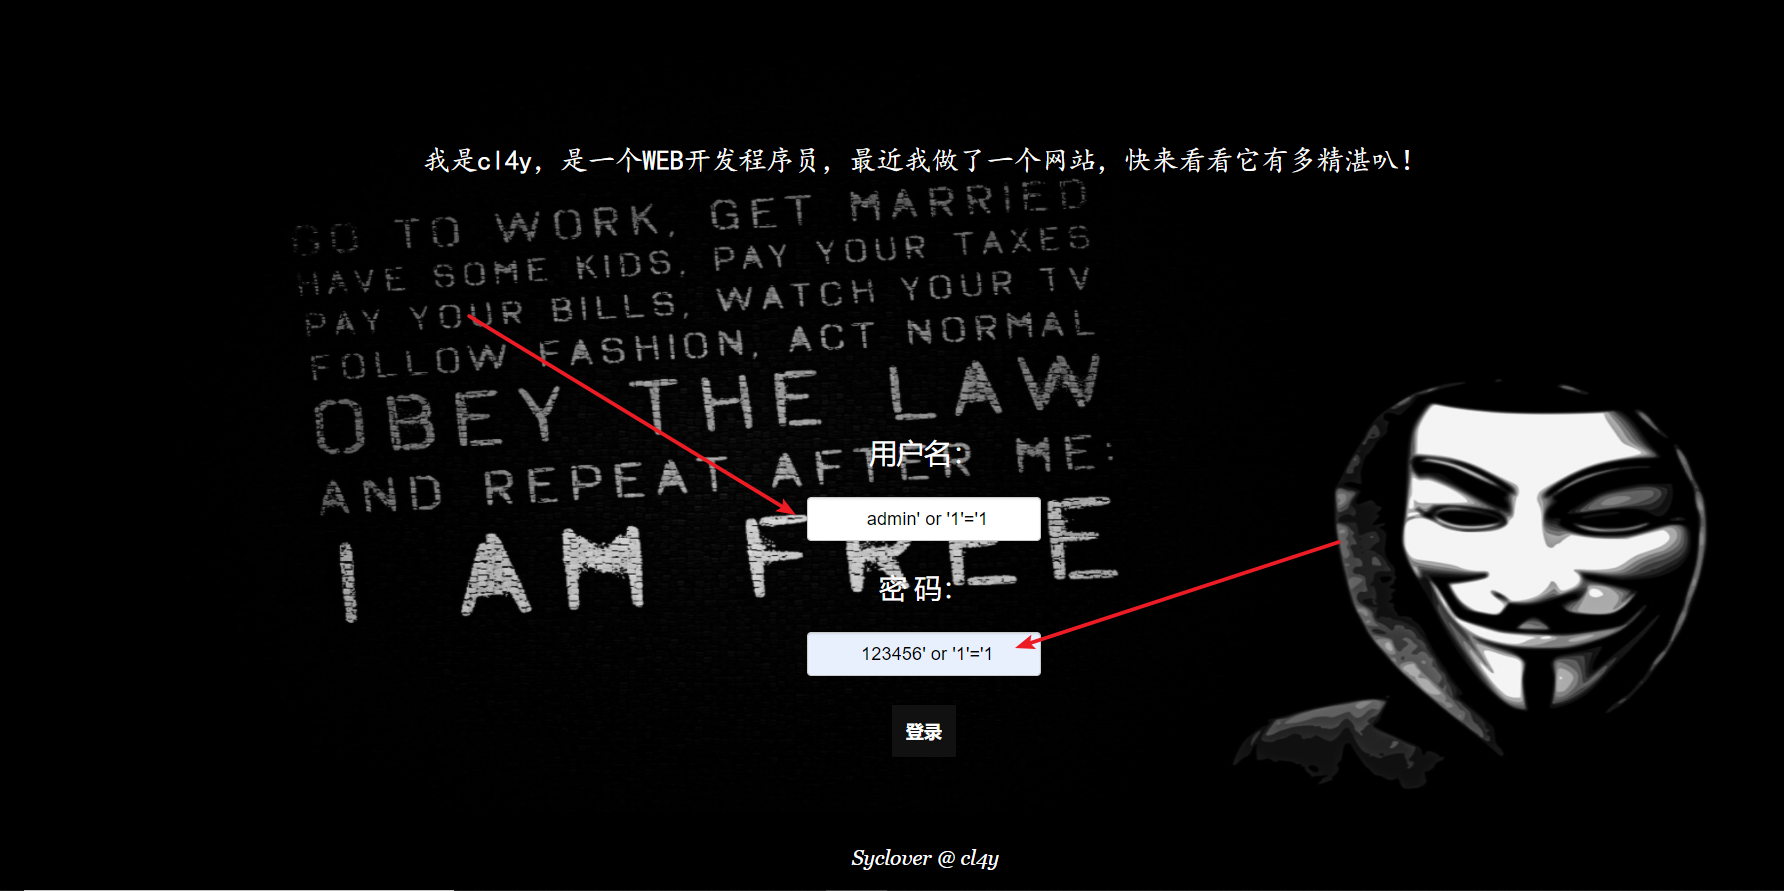 我是cl4y，是一个WEB开发程序员，最近我做了一个网站，快来看看它有多精湛叭！
GO TO WORK, GET MARRIED
HAVE SOME KIDS, PAY YOUR TAXES
PAY YOUR BILLS, WATCH YOUR TV
FOLLOW FASHION, ACT NORMAL
OBEY THE LAW
AND REPEAT AFTER ME:
I AM FREE
用户名：
admin' or '1'='1
密 码：
123456' or '1'='1
登录
Syclover @ cl4y